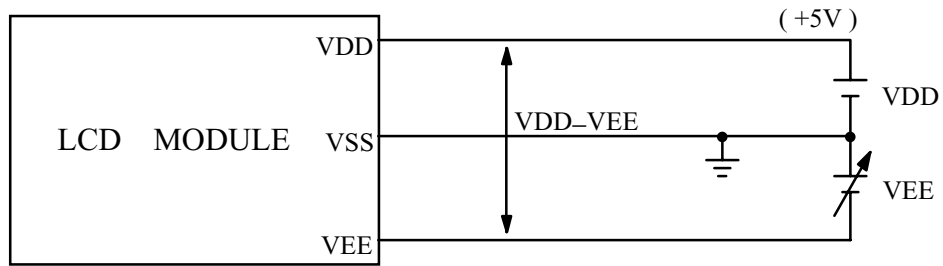 ( +5V )
VDD
VDD
VDD–VEE
LCD MODULE
VSS
VEE
VEE